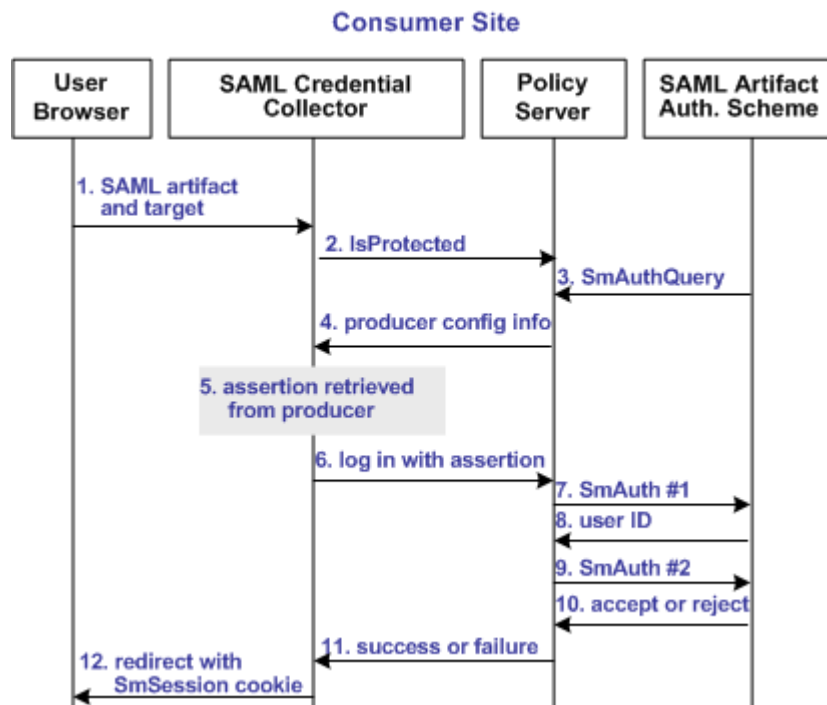 Consumer Site
User
Browser
SAML Credential
Collector
Policy
Server
SAML Artifact
Auth. Scheme
1. SAML artifact
and target
2. IsProtected
3. SmAuthQuery
4. producer config info
5. assertion retrieved
from producer
6. log in with assertion
7. SmAuth #1
8. user ID
9. SmAuth #2
10. accept or reject
11. success or failure
12. redirect with
SmSession cookie